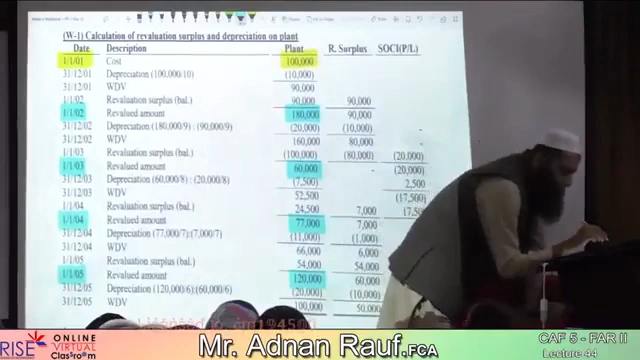 (W-1) Calculation of revaluation surplus and depreciation on plant
Date Description Plant R. Surplus SOCI(P/L)
1/1/01 Cost 100,000
31/12/01 Depreciation (100,000/10) (10,000)
31/12/01 WDV 90,000
1/1/02 Revaluation surplus (bal.) 90,000 90,000
1/1/02 Revalued amount 180,000 90,000
31/12/02 Depreciation (180,000/9) : (90,000/9) (20,000) (10,000)
31/12/02 WDV 160,000 80,000
1/1/03 Revaluation surplus (bal.) (100,000) (80,000) (20,000)
1/1/03 Revalued amount 60,000 (20,000)
31/12/03 Depreciation (60,000/8) : (20,000/8) (7,500) 2,500
31/12/03 WDV 52,500 (17,500)
1/1/04 Revaluation surplus (bal.) 24,500 7,000 17,50
1/1/04 Revalued amount 77,000 7,000
31/12/04 Depreciation (77,000/7):(7,000/7) (11,000) (1,000)
31/12/04 WDV 66,000 6,000
1/1/05 Revaluation surplus (bal.) 54,000 54,000
1/1/05 Revalued amount 120,000 60,000
31/12/05 Depreciation (120,000/6):(60,000/6) (20,000) (10,000)
31/12/05 WDV 100,000 50,000
RISE ONLINE VIRTUAL Classroom
Mr. Adnan Rauf.FCA
CAF 5 - FAR II
Lecture 44